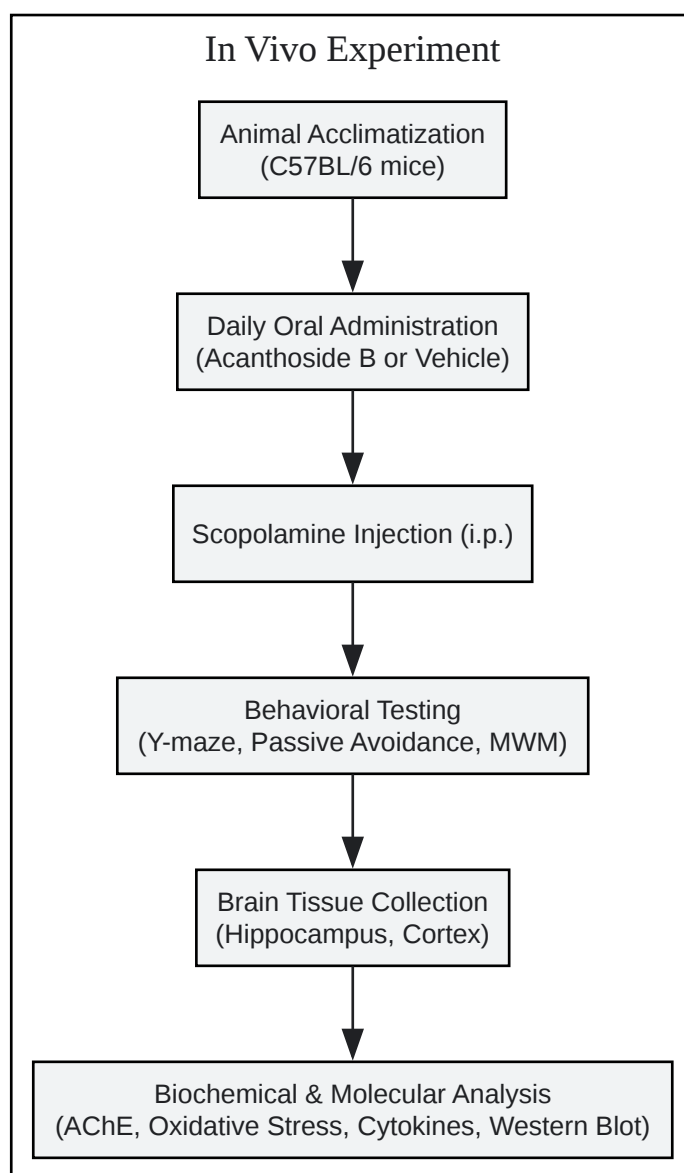 In Vivo Experiment
Animal Acclimatization
(C57BL/6 mice)
Daily Oral Administration
(Acanthoside B or Vehicle)
Scopolamine Injection (i.p.)
Behavioral Testing
(Y-maze, Passive Avoidance, MWM)
Brain Tissue Collection
(Hippocampus, Cortex)
Biochemical & Molecular Analysis
(AChE, Oxidative Stress, Cytokines, Western Blot)